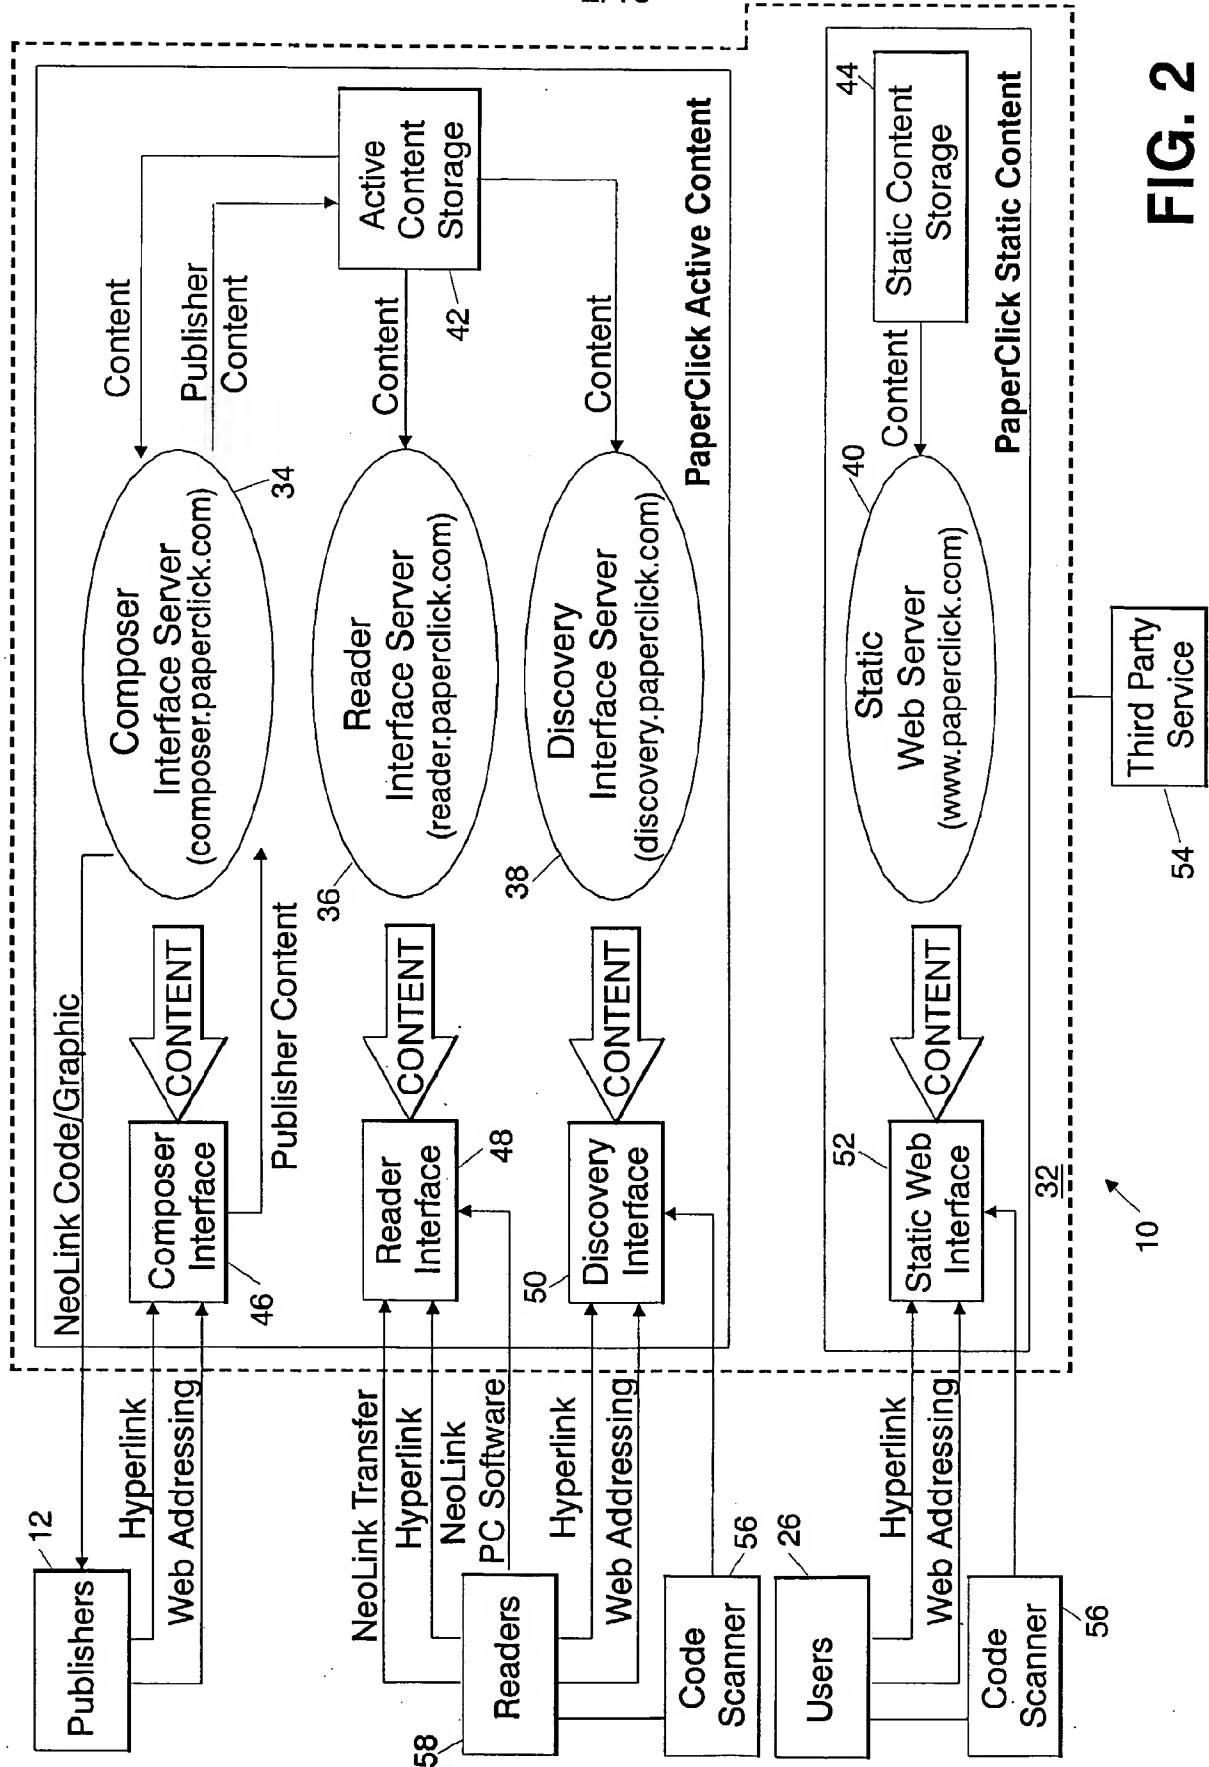 NeoLink Code/Graphic
12
Publishers
Hyperlink
Web Addressing
Composer
Interface
46
CONTENT
Publisher Content
Composer
Interface Server
(composer.paperclick.com)
34
Content
Publisher
Content
Active
Content
Storage
42
NeoLink Transfer
Hyperlink
NeoLink
PC Software
58
Readers
Reader
Interface
48
CONTENT
36
Reader
Interface Server
(reader.paperclick.com)
Content
Hyperlink
Web Addressing
50
Discovery
Interface
CONTENT
38
Discovery
Interface Server
(discovery.paperclick.com)
Content
PaperClick Active Content
Code
Scanner
56
26
Users
Hyperlink
Web Addressing
52
Static Web
Interface
CONTENT
40
Static
Web Server
(www.paperclick.com)
Content
44
Static Content
Storage
PaperClick Static Content
Code
Scanner
56
32
10
54
Third Party
Service
FIG. 2